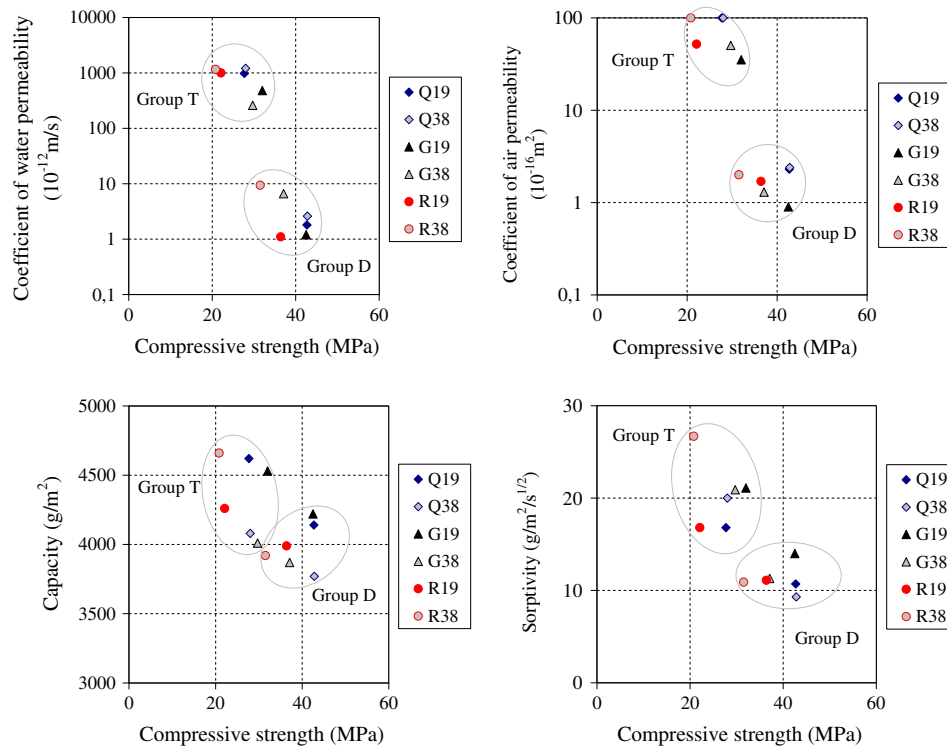 Coefficient of water permeability
(10⁻¹²m/s)
10000
1000
100
10
1
0,1
0
20
40
60
Compressive strength (MPa)
Group T
Group D
Q19
Q38
G19
G38
R19
R38
Coefficient of air permeability
(10⁻¹⁶m²)
100
10
1
0,1
0
20
40
60
Compressive strength (MPa)
Group T
Group D
Q19
Q38
G19
G38
R19
R38
Capacity (g/m²)
5000
4500
4000
3500
3000
0
20
40
60
Compressive strength (MPa)
Group T
Group D
Q19
Q38
G19
G38
R19
R38
Sorptivity (g/m²/s¹/²)
30
20
10
0
0
20
40
60
Compressive strength (MPa)
Group T
Group D
Q19
Q38
G19
G38
R19
R38